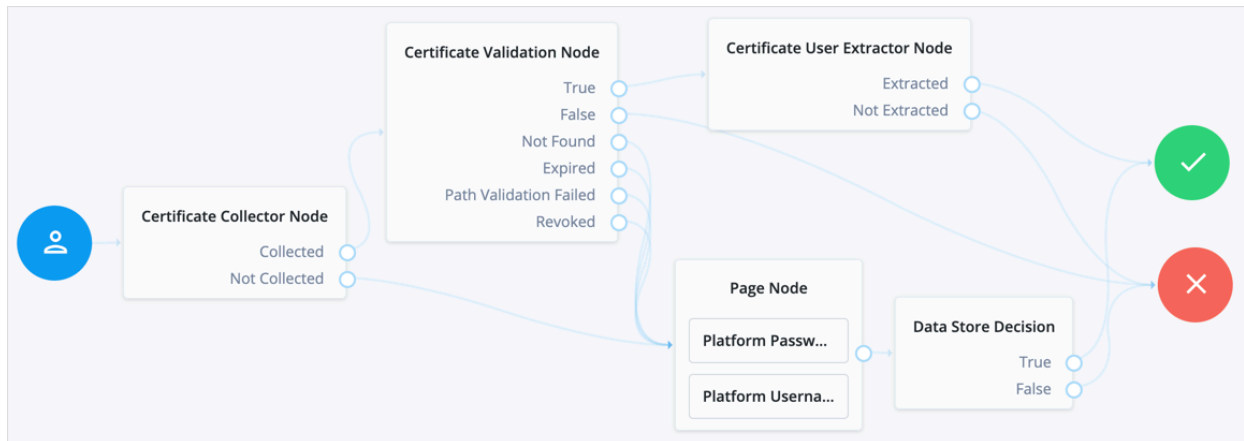 Certificate Collector Node
Collected
Not Collected
Certificate Validation Node
True
False
Not Found
Expired
Path Validation Failed
Revoked
Certificate User Extractor Node
Extracted
Not Extracted
Page Node
Platform Passw...
Platform Userna...
Data Store Decision
True
False